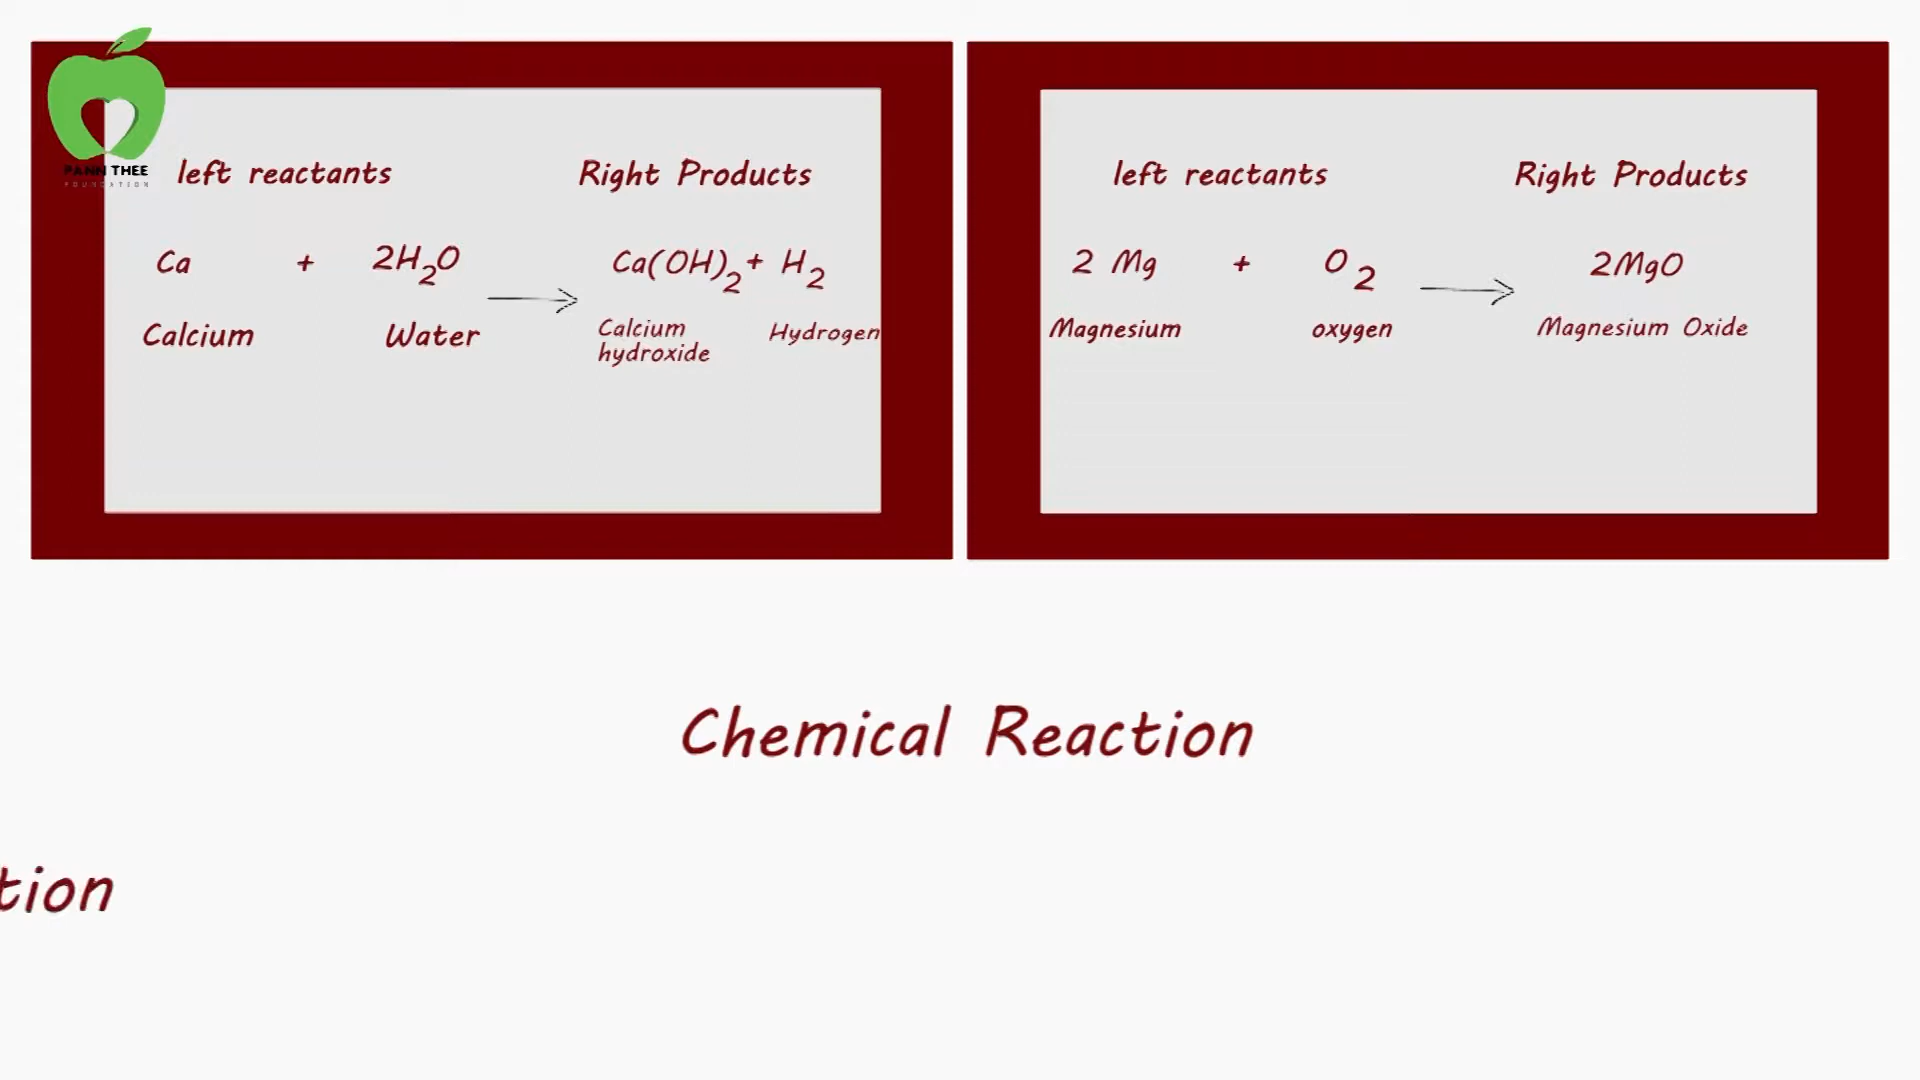 PANN THEE
FOUNDATION
left reactants Right Products
Ca + 2H₂O → Ca(OH)₂ + H₂
Calcium Water Calcium hydroxide Hydrogen
left reactants Right Products
2 Mg + O₂ → 2MgO
Magnesium oxygen Magnesium Oxide
Chemical Reaction
tion